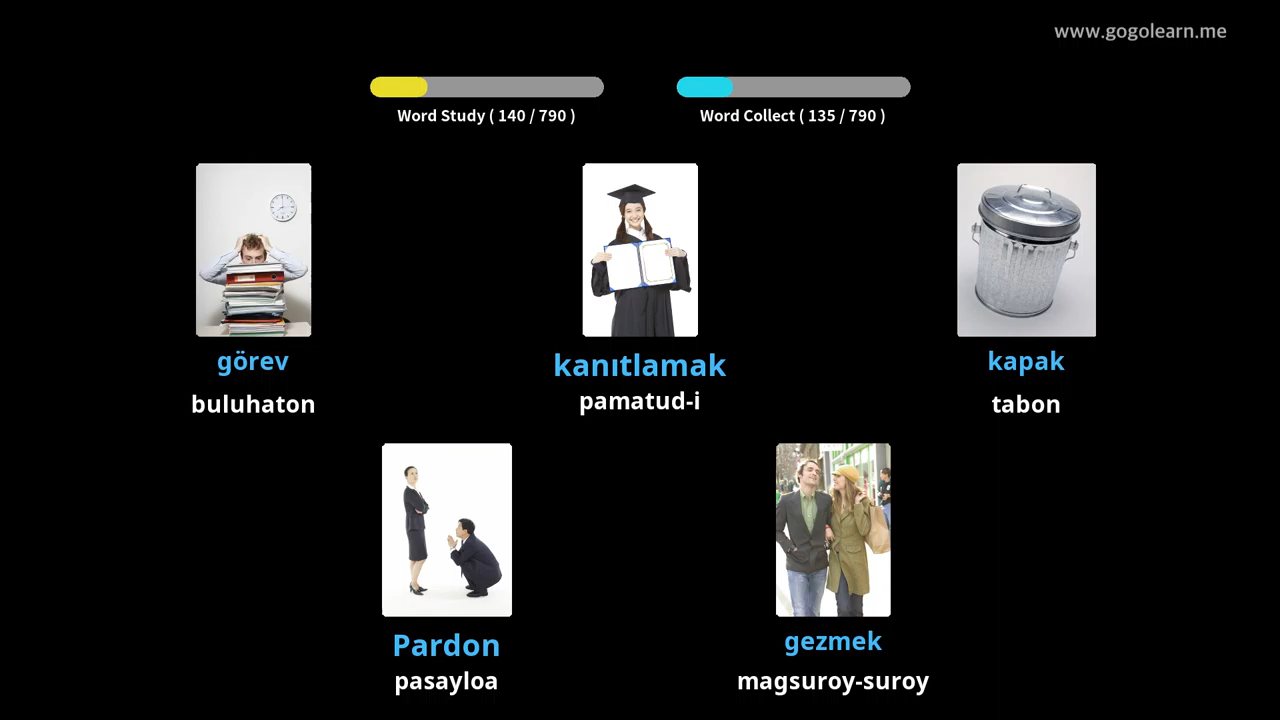 www.gogolearn.me
Word Study ( 140 / 790 )
Word Collect ( 135 / 790 )
görev
buluhaton
kanıtlamak
pamatud-i
kapak
tabon
Pardon
pasayloa
gezmek
magsuroy-suroy